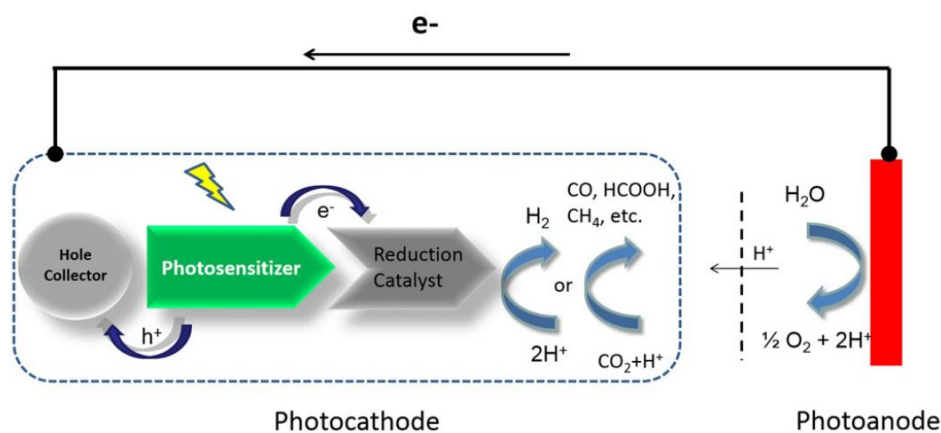 e-
Hole
Collector
Photosensitizer
h⁺
e⁻
Reduction
Catalyst
H₂
2H⁺
or
CO, HCOOH,
CH₄, etc.
CO₂+H⁺
H⁺
H₂O
½ O₂ + 2H⁺
Photocathode
Photoanode